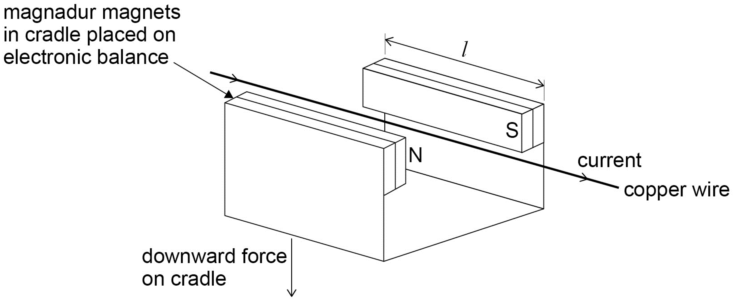 magnadur magnets
in cradle placed on
electronic balance
l
S
N
current
copper wire
downward force
on cradle